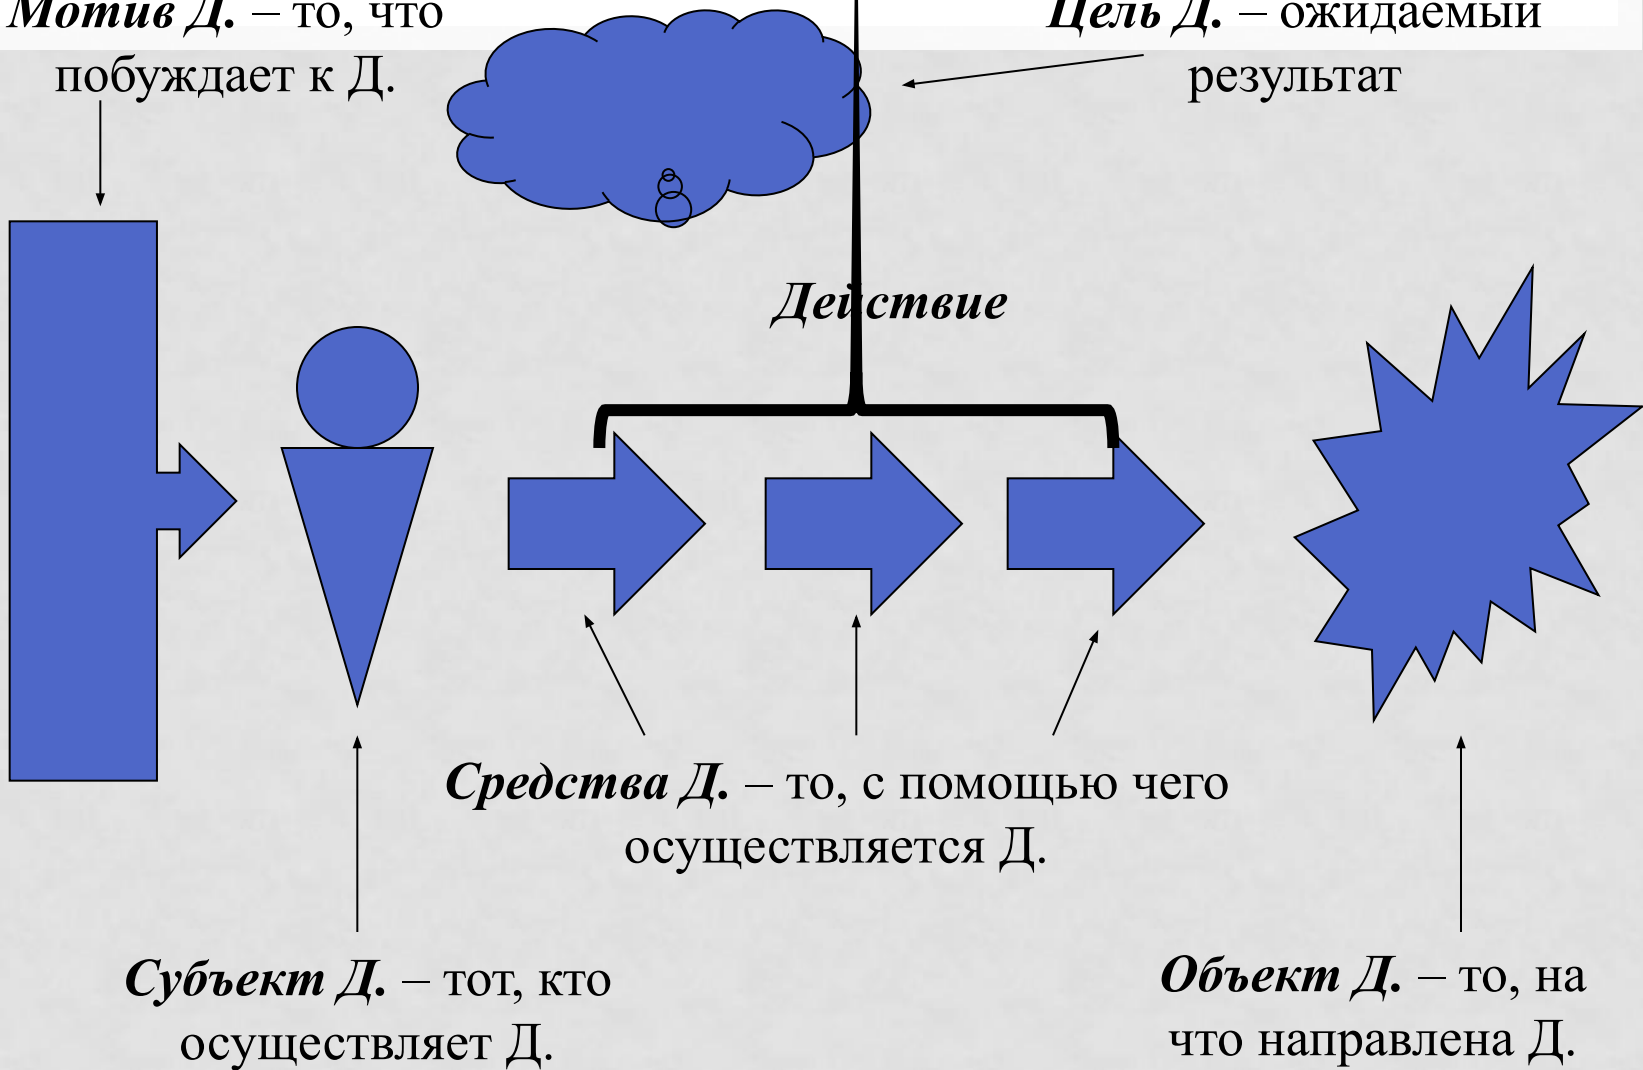 Мотив Д. – то, что
побуждает к Д.
Цель Д. – ожидаемый
результат
Действие
Средства Д. – то, с помощью чего
осуществляется Д.
Субъект Д. – тот, кто
осуществляет Д.
Объект Д. – то, на
что направлена Д.